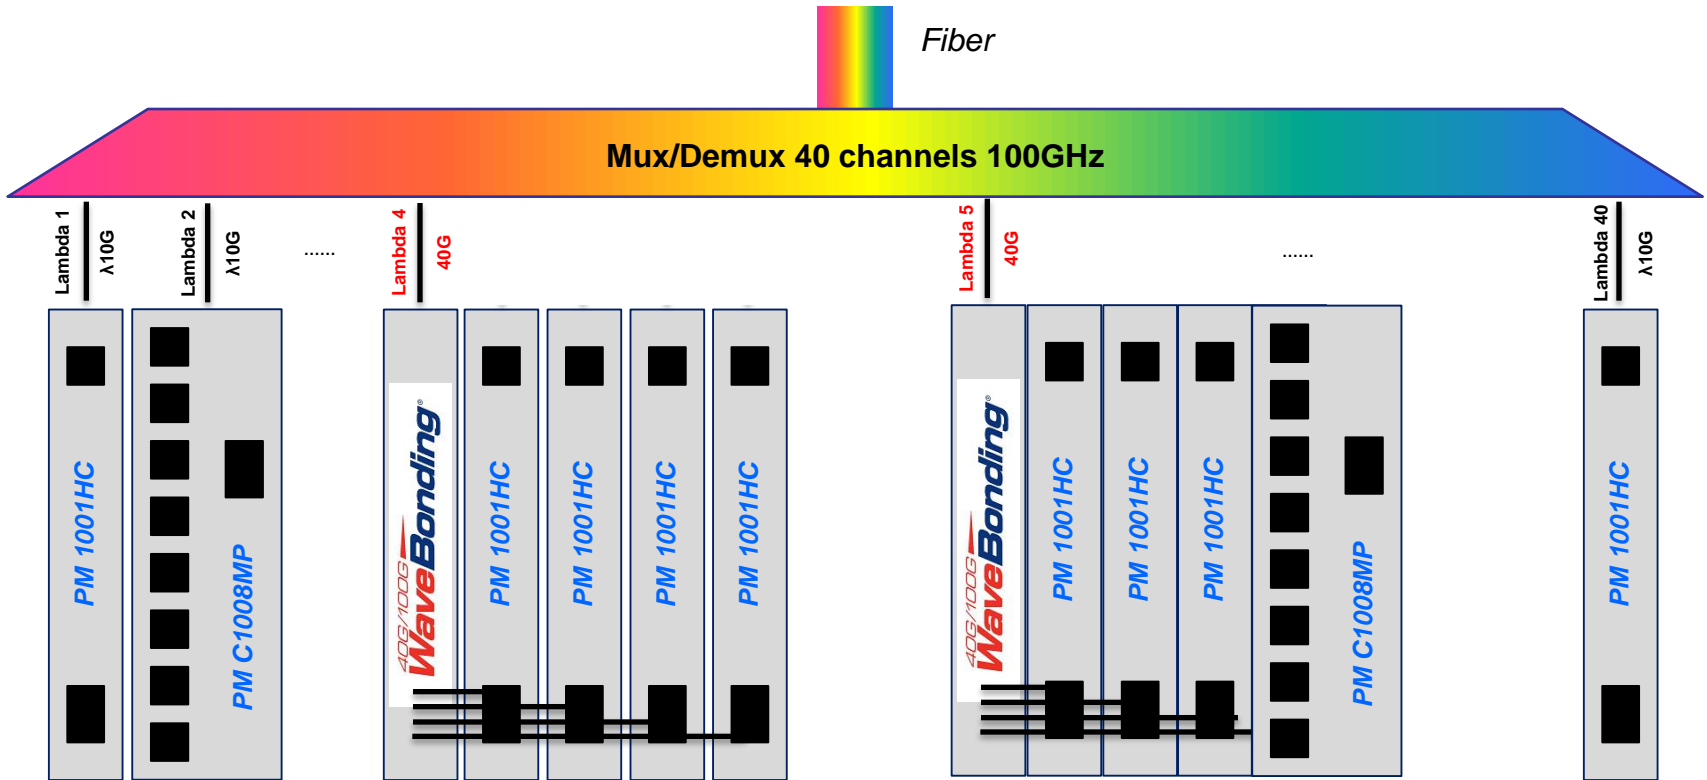 Fiber
Mux/Demux 40 channels 100GHz
Lambda 1
λ10G
Lambda 2
λ10G
......
Lambda 4
40G
Lambda 5
40G
......
Lambda 40
λ10G
PM 1001HC
PM C1008MP
40G/100G
WaveBonding®
PM 1001HC
PM 1001HC
PM 1001HC
PM 1001HC
40G/100G
WaveBonding®
PM 1001HC
PM 1001HC
PM 1001HC
PM C1008MP
PM 1001HC